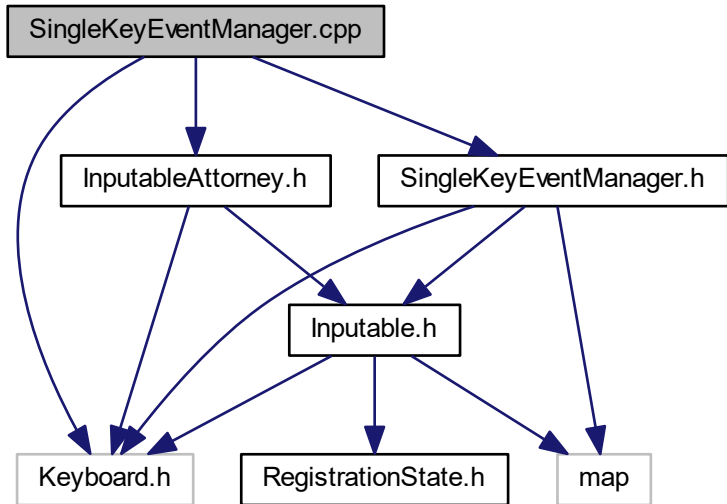 SingleKeyEventManager.cpp
InputableAttorney.h
SingleKeyEventManager.h
Inputable.h
Keyboard.h
RegistrationState.h
map